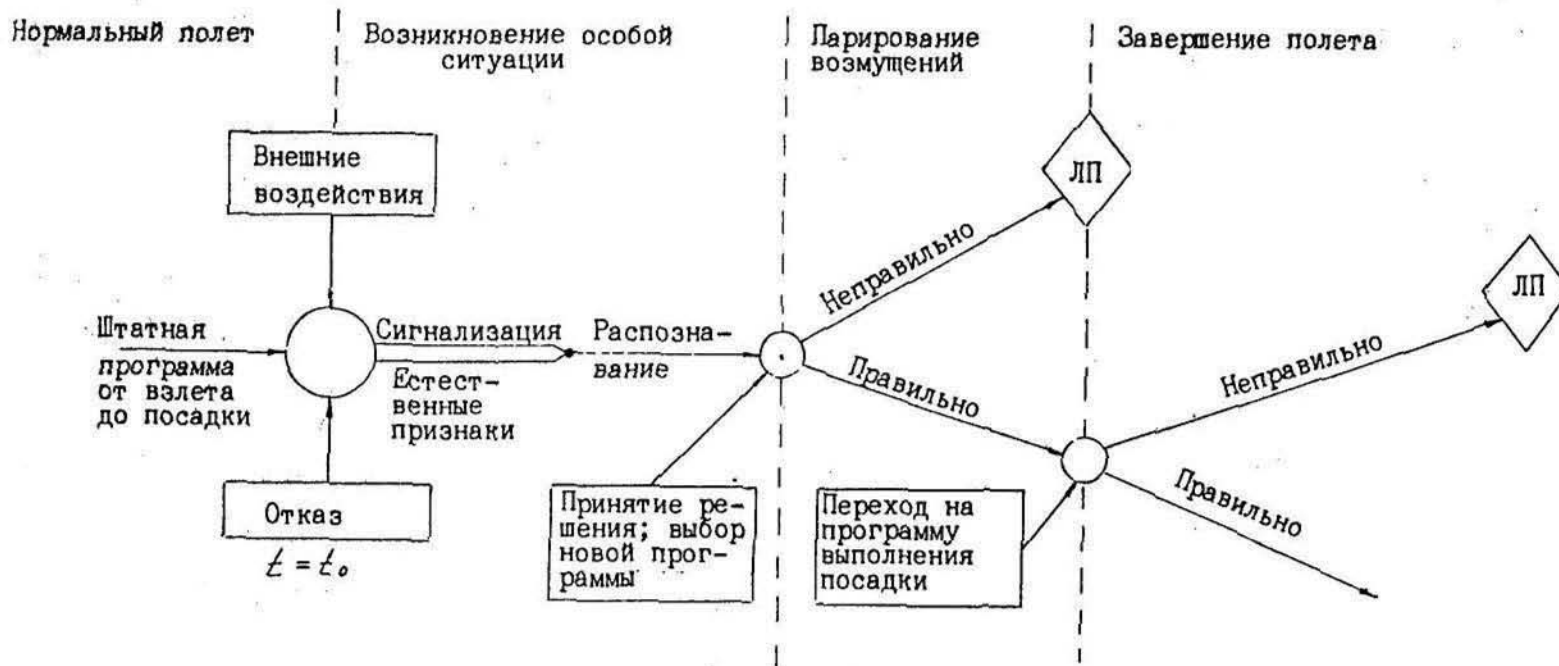 Нормальный полет
Возникновение особой
ситуации
Парирование
возмущений
Завершение полета
Внешние
воздействия
ЛП
Неправильно
ЛП
Штатная
программа
от взлета
до посадки
Сигнализация
Естест-
венные
признаки
Распозна-
вание
Правильно
Неправильно
Правильно
Отказ
t = t₀
Принятие ре-
шения; выбор
новой прог-
раммы
Переход на
программу
выполнения
посадки